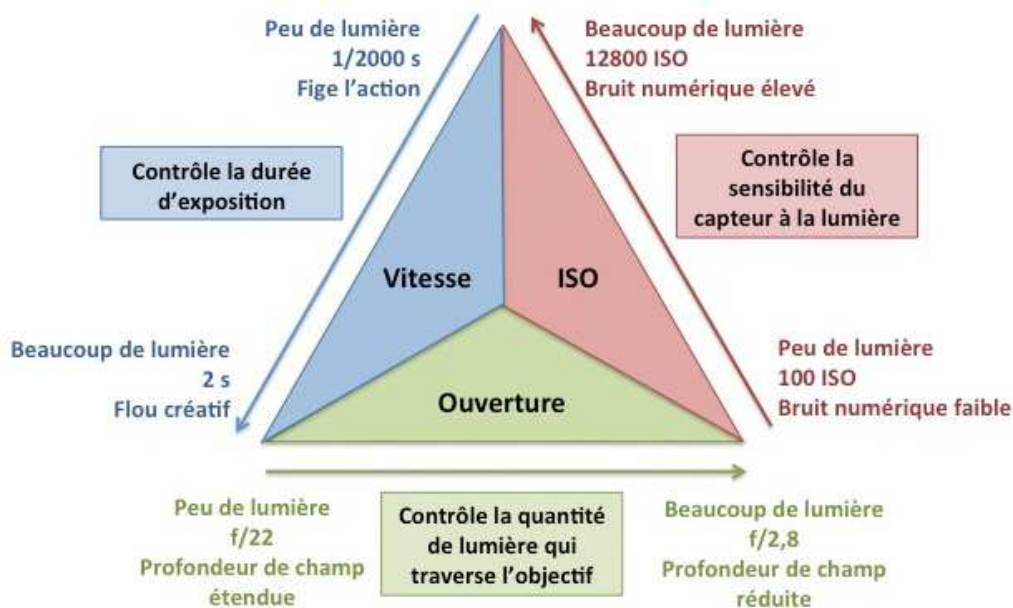 Peu de lumière
1/2000 s
Fige l'action
Beaucoup de lumière
12800 ISO
Bruit numérique élevé
Contrôle la durée
d'exposition
Contrôle la
sensibilité du
capteur à la lumière
Vitesse
ISO
Beaucoup de lumière
2 s
Flou créatif
Peu de lumière
100 ISO
Bruit numérique faible
Ouverture
Peu de lumière
f/22
Profondeur de champ
étendue
Contrôle la quantité
de lumière qui
traverse l'objectif
Beaucoup de lumière
f/2,8
Profondeur de champ
réduite